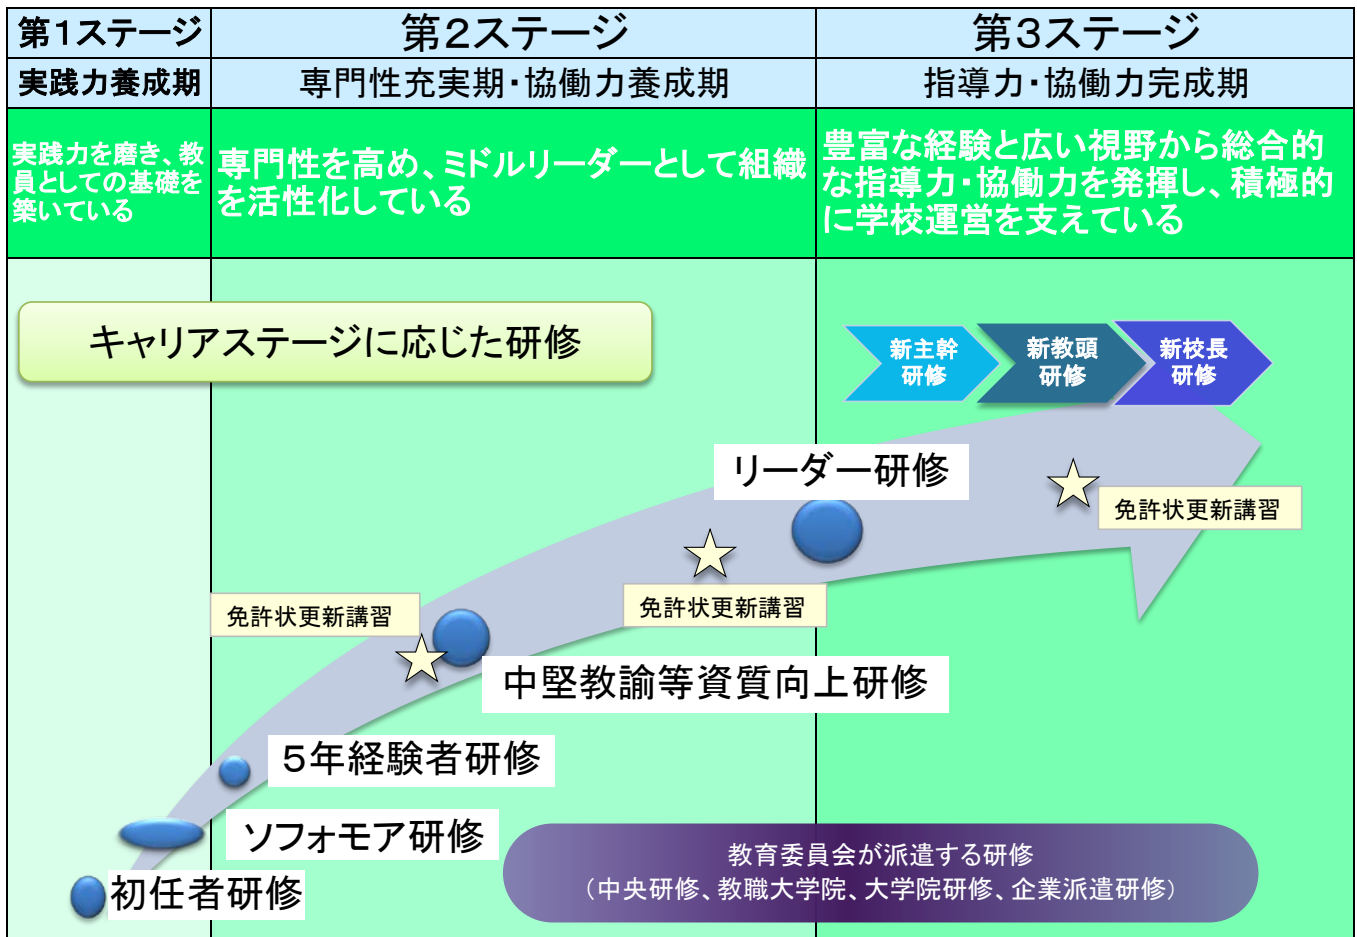 第1ステージ
第2ステージ
第3ステージ
実践力養成期
専門性充実期・協働力養成期
指導力・協働力完成期
実践力を磨き、教
員としての基礎を
築いている
専門性を高め、ミドルリーダーとして組織
を活性化している
豊富な経験と広い視野から総合的
な指導力・協働力を発揮し、積極的
に学校運営を支えている
キャリアステージに応じた研修
新主幹
研修
新教頭
研修
新校長
研修
リーダー研修
免許状更新講習
免許状更新講習
免許状更新講習
中堅教諭等資質向上研修
5年経験者研修
ソフォモア研修
初任者研修
教育委員会が派遣する研修
(中央研修、教職大学院、大学院研修、企業派遣研修)